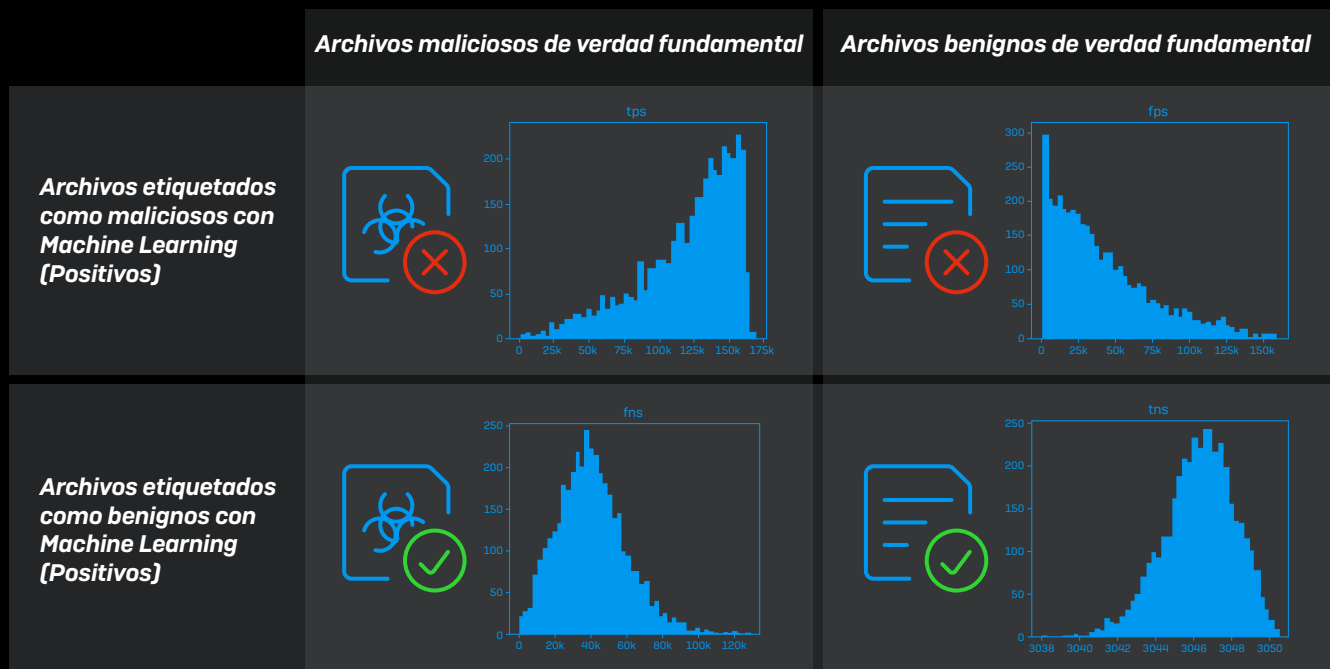 Archivos maliciosos de verdad fundamental
Archivos benignos de verdad fundamental
Archivos etiquetados
como maliciosos con
Machine Learning
(Positivos)
tps
200
150
100
50
0
0 25k 50k 75k 100k 125k 150k 175k
fps
300
250
200
150
100
50
0
0 25k 50k 75k 100k 125k 150k
Archivos etiquetados
como benignos con
Machine Learning
(Positivos)
fns
250
200
150
100
50
0
0 20k 40k 60k 80k 100k 120k
tns
250
200
150
100
50
0
3038 3040 3042 3044 3046 3048 3050